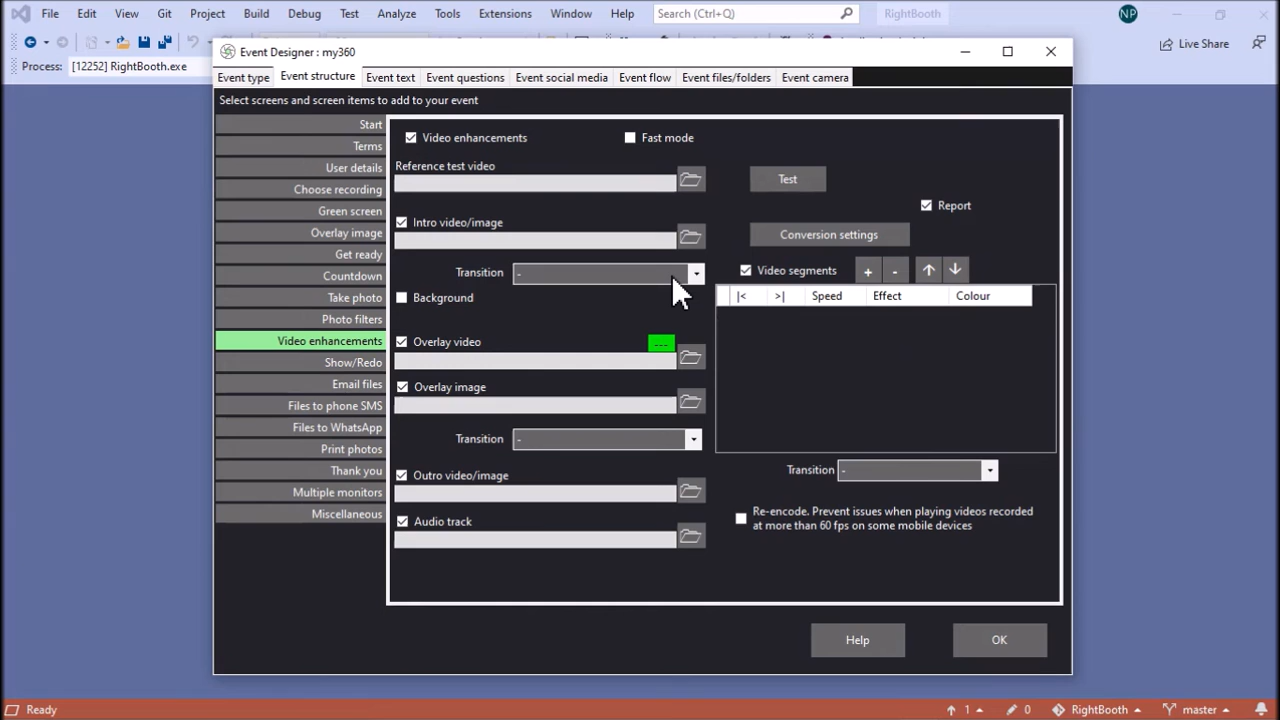 File Edit View Git Project Build Debug Test Analyze Tools Extensions Window Help Search (Ctrl+Q) RightBooth NP
Live Share
Process: [12252] RightBooth.exe
Event Designer : my360
Event type Event structure Event text Event questions Event social media Event flow Event files/folders Event camera
Select screens and screen items to add to your event
Start
Terms
User details
Choose recording
Green screen
Overlay image
Get ready
Countdown
Take photo
Photo filters
Video enhancements
Show/Redo
Email files
Files to phone SMS
Files to WhatsApp
Print photos
Thank you
Multiple monitors
Miscellaneous
Video enhancements Fast mode
Reference test video
Test
Report
Intro video/image
Conversion settings
Transition -
Video segments + -
Background
|< >| Speed Effect Colour
Overlay video ---
Overlay image
Transition -
Transition -
Outro video/image
Audio track
Re-encode. Prevent issues when playing videos recorded
at more than 60 fps on some mobile devices
Help OK
Ready 1 0 RightBooth master